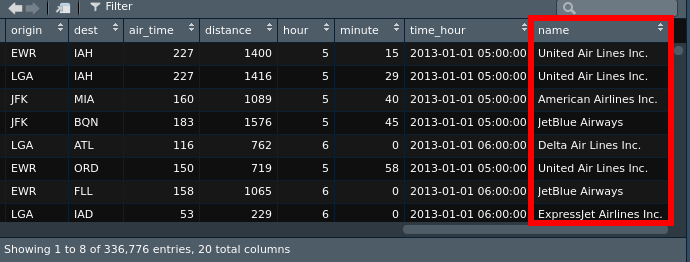 Filter
origin dest air_time distance hour minute time_hour name
EWR IAH 227 1400 5 15 2013-01-01 05:00:00 United Air Lines Inc.
LGA IAH 227 1416 5 29 2013-01-01 05:00:00 United Air Lines Inc.
JFK MIA 160 1089 5 40 2013-01-01 05:00:00 American Airlines Inc.
JFK BQN 183 1576 5 45 2013-01-01 05:00:00 JetBlue Airways
LGA ATL 116 762 6 0 2013-01-01 06:00:00 Delta Air Lines Inc.
EWR ORD 150 719 5 58 2013-01-01 05:00:00 United Air Lines Inc.
EWR FLL 158 1065 6 0 2013-01-01 06:00:00 JetBlue Airways
LGA IAD 53 229 6 0 2013-01-01 06:00:00 ExpressJet Airlines Inc.
Showing 1 to 8 of 336,776 entries, 20 total columns